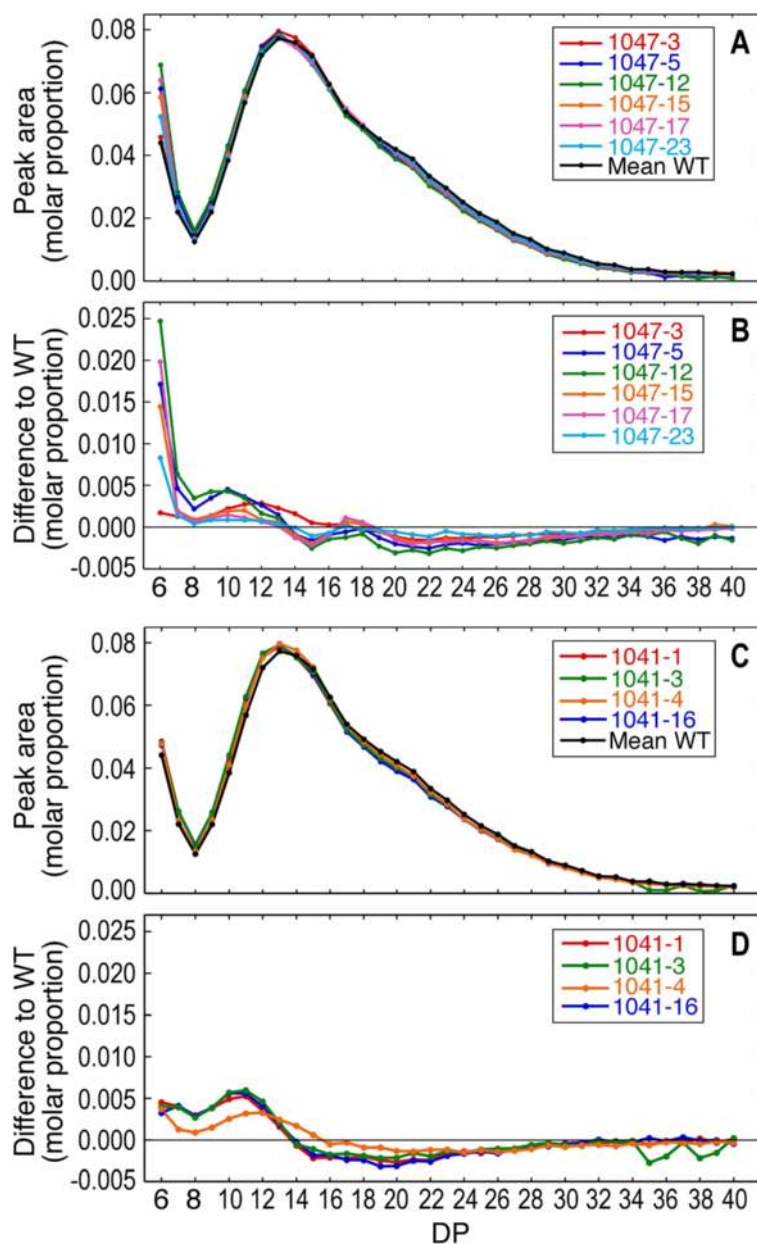 A
Peak area
(molar proportion)
0.08
0.06
0.04
0.02
0.00
1047-3
1047-5
1047-12
1047-15
1047-17
1047-23
Mean WT
B
Difference to WT
(molar proportion)
0.025
0.020
0.015
0.010
0.005
0.000
-0.005
1047-3
1047-5
1047-12
1047-15
1047-17
1047-23
6 8 10 12 14 16 18 20 22 24 26 28 30 32 34 36 38 40
C
Peak area
(molar proportion)
0.08
0.06
0.04
0.02
0.00
1041-1
1041-3
1041-4
1041-16
Mean WT
D
Difference to WT
(molar proportion)
0.025
0.020
0.015
0.010
0.005
0.000
-0.005
1041-1
1041-3
1041-4
1041-16
6 8 10 12 14 16 18 20 22 24 26 28 30 32 34 36 38 40
DP